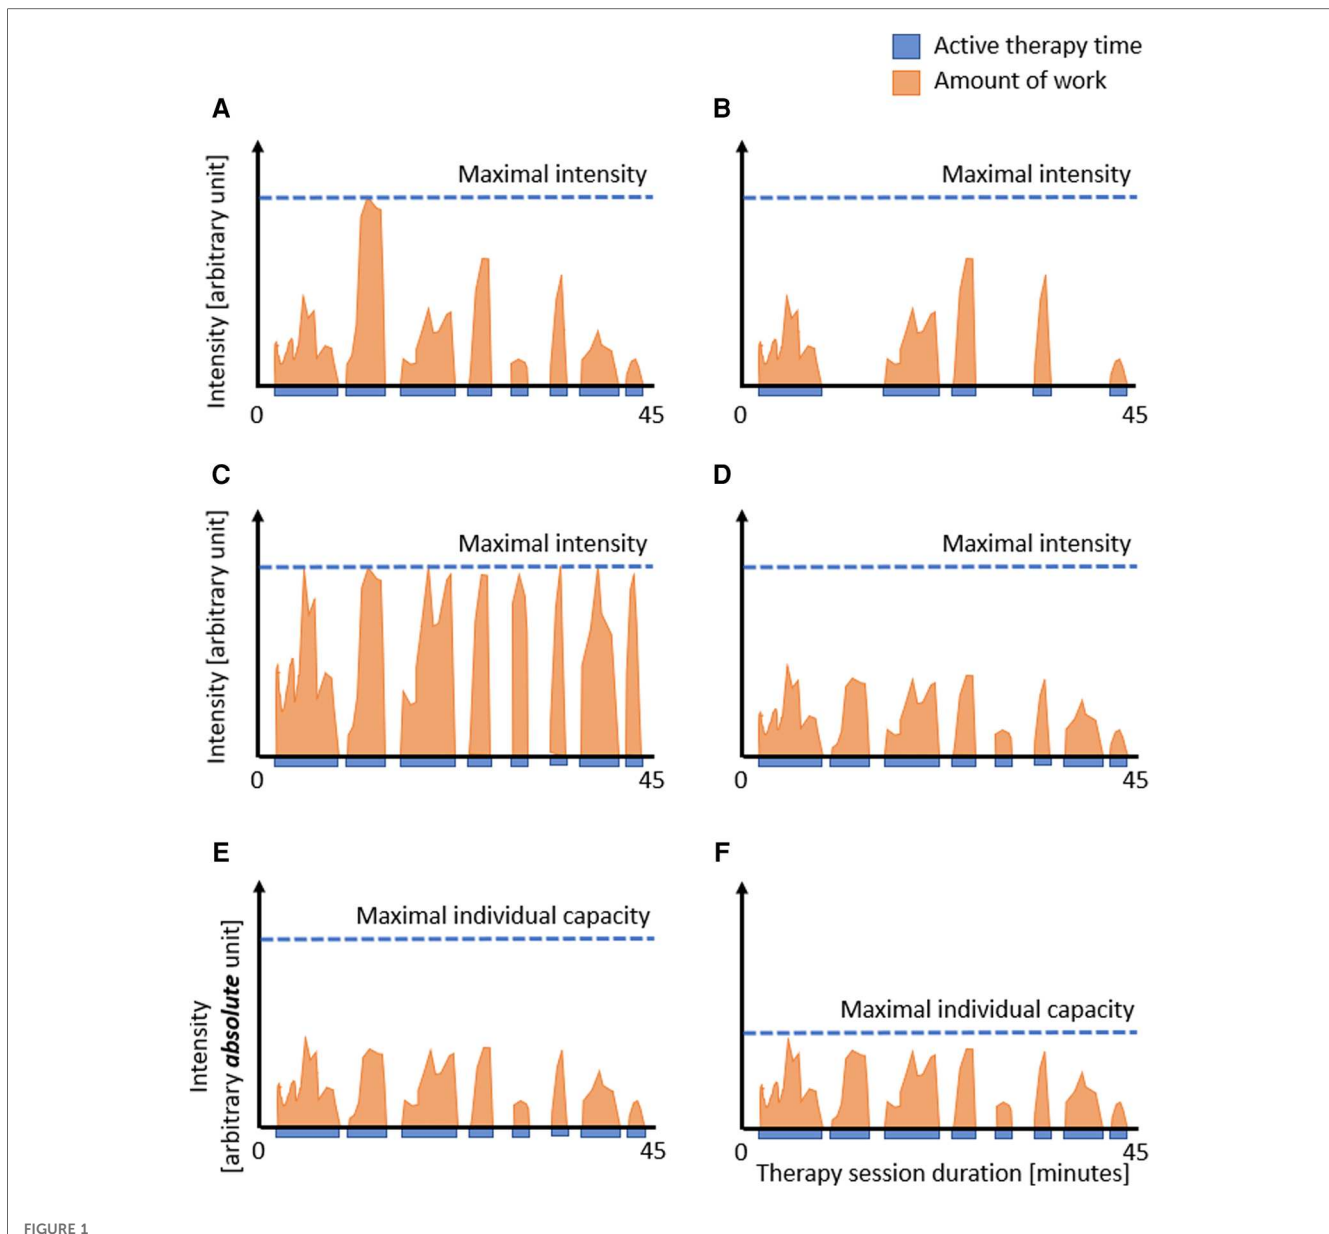 Active therapy time
Amount of work
A
B
Intensity [arbitrary unit]
Maximal intensity
Maximal intensity
0
45
0
45
C
D
Intensity [arbitrary unit]
Maximal intensity
Maximal intensity
0
45
0
45
E
F
Intensity
[arbitrary absolute unit]
Maximal individual capacity
Maximal individual capacity
0
45
0
45
Therapy session duration [minutes]
FIGURE 1